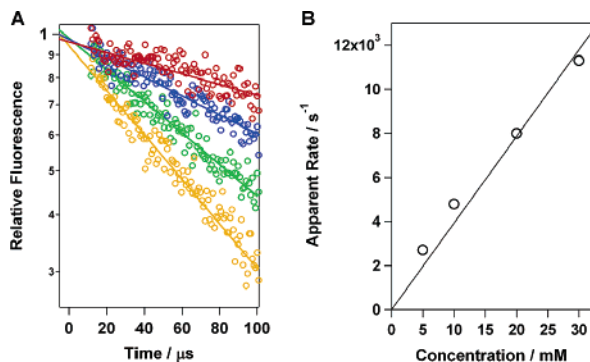 A
Relative Fluorescence
1
9
8
7
6
5
4
3
0 20 40 60 80 100
Time / μs
B
Apparent Rate / s⁻¹
12x10³
10
8
6
4
2
0
0 5 10 15 20 25 30
Concentration / mM